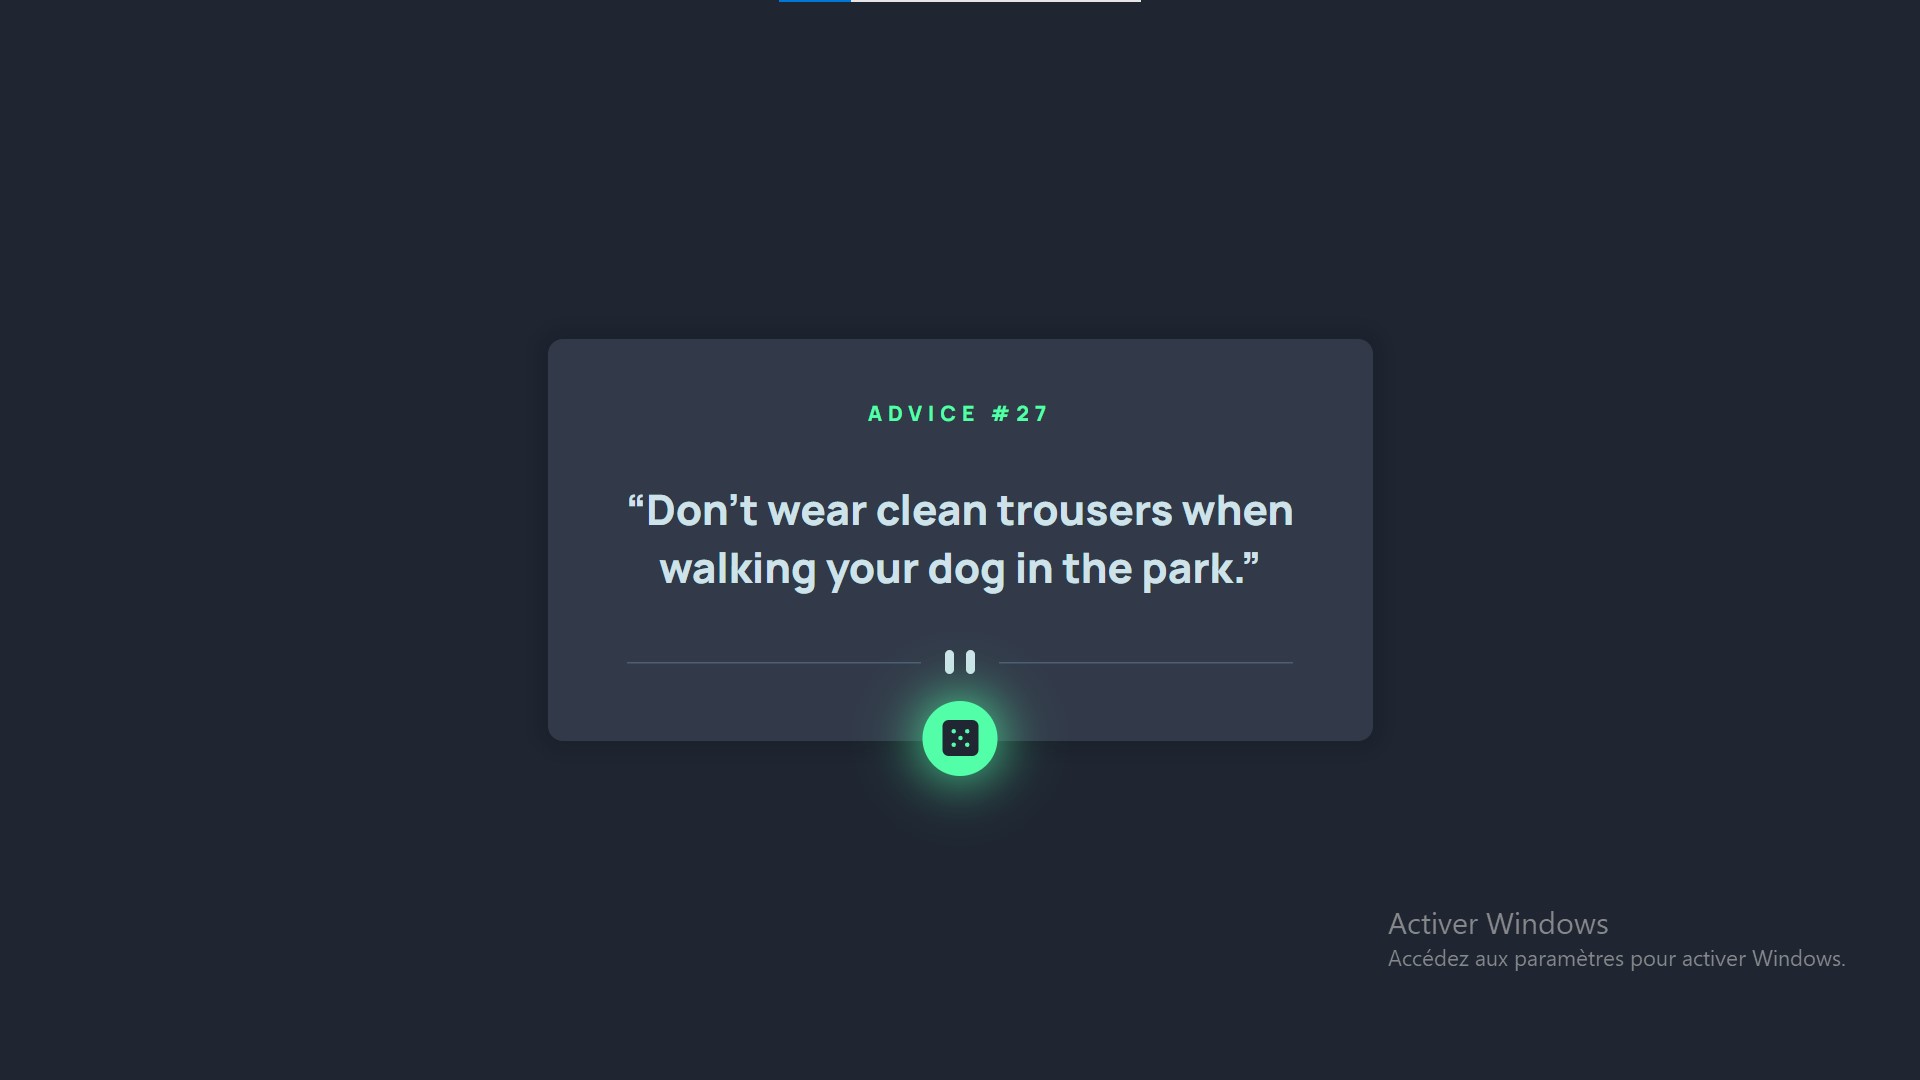 ADVICE #27
“Don’t wear clean trousers when
walking your dog in the park.”
Activer Windows
Accédez aux paramètres pour activer Windows.